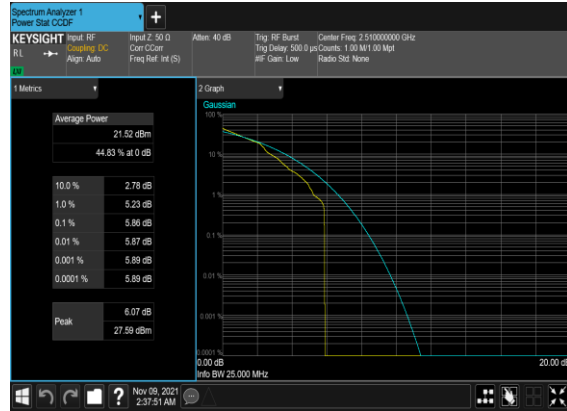 Spectrum Analyzer 1
Power Stat CCDF
KEYSIGHT
RL
Input: RF
Coupling: DC
Align: Auto
Input Z: 50 Ω
Corr CCorr
Freq Ref: Int (S)
Atten: 40 dB
Trig: RF Burst
Trig Delay: 500.0 µs
#IF Gain: Low
Center Freq: 2.510000000 GHz
Counts: 1.00 M/1.00 Mpt
Radio Std: None
1 Metrics
Average Power
21.52 dBm
44.83 % at 0 dB
10.0 % 2.78 dB
1.0 % 5.23 dB
0.1 % 5.86 dB
0.01 % 5.87 dB
0.001 % 5.89 dB
0.0001 % 5.89 dB
Peak
6.07 dB
27.59 dBm
2 Graph
Gaussian
100 %
10 %
1 %
0.1 %
0.01 %
0.001 %
0.0001 %
0.00 dB
20.00 dB
Info BW 25.000 MHz
?
Nov 09, 2021
2:37:51 AM